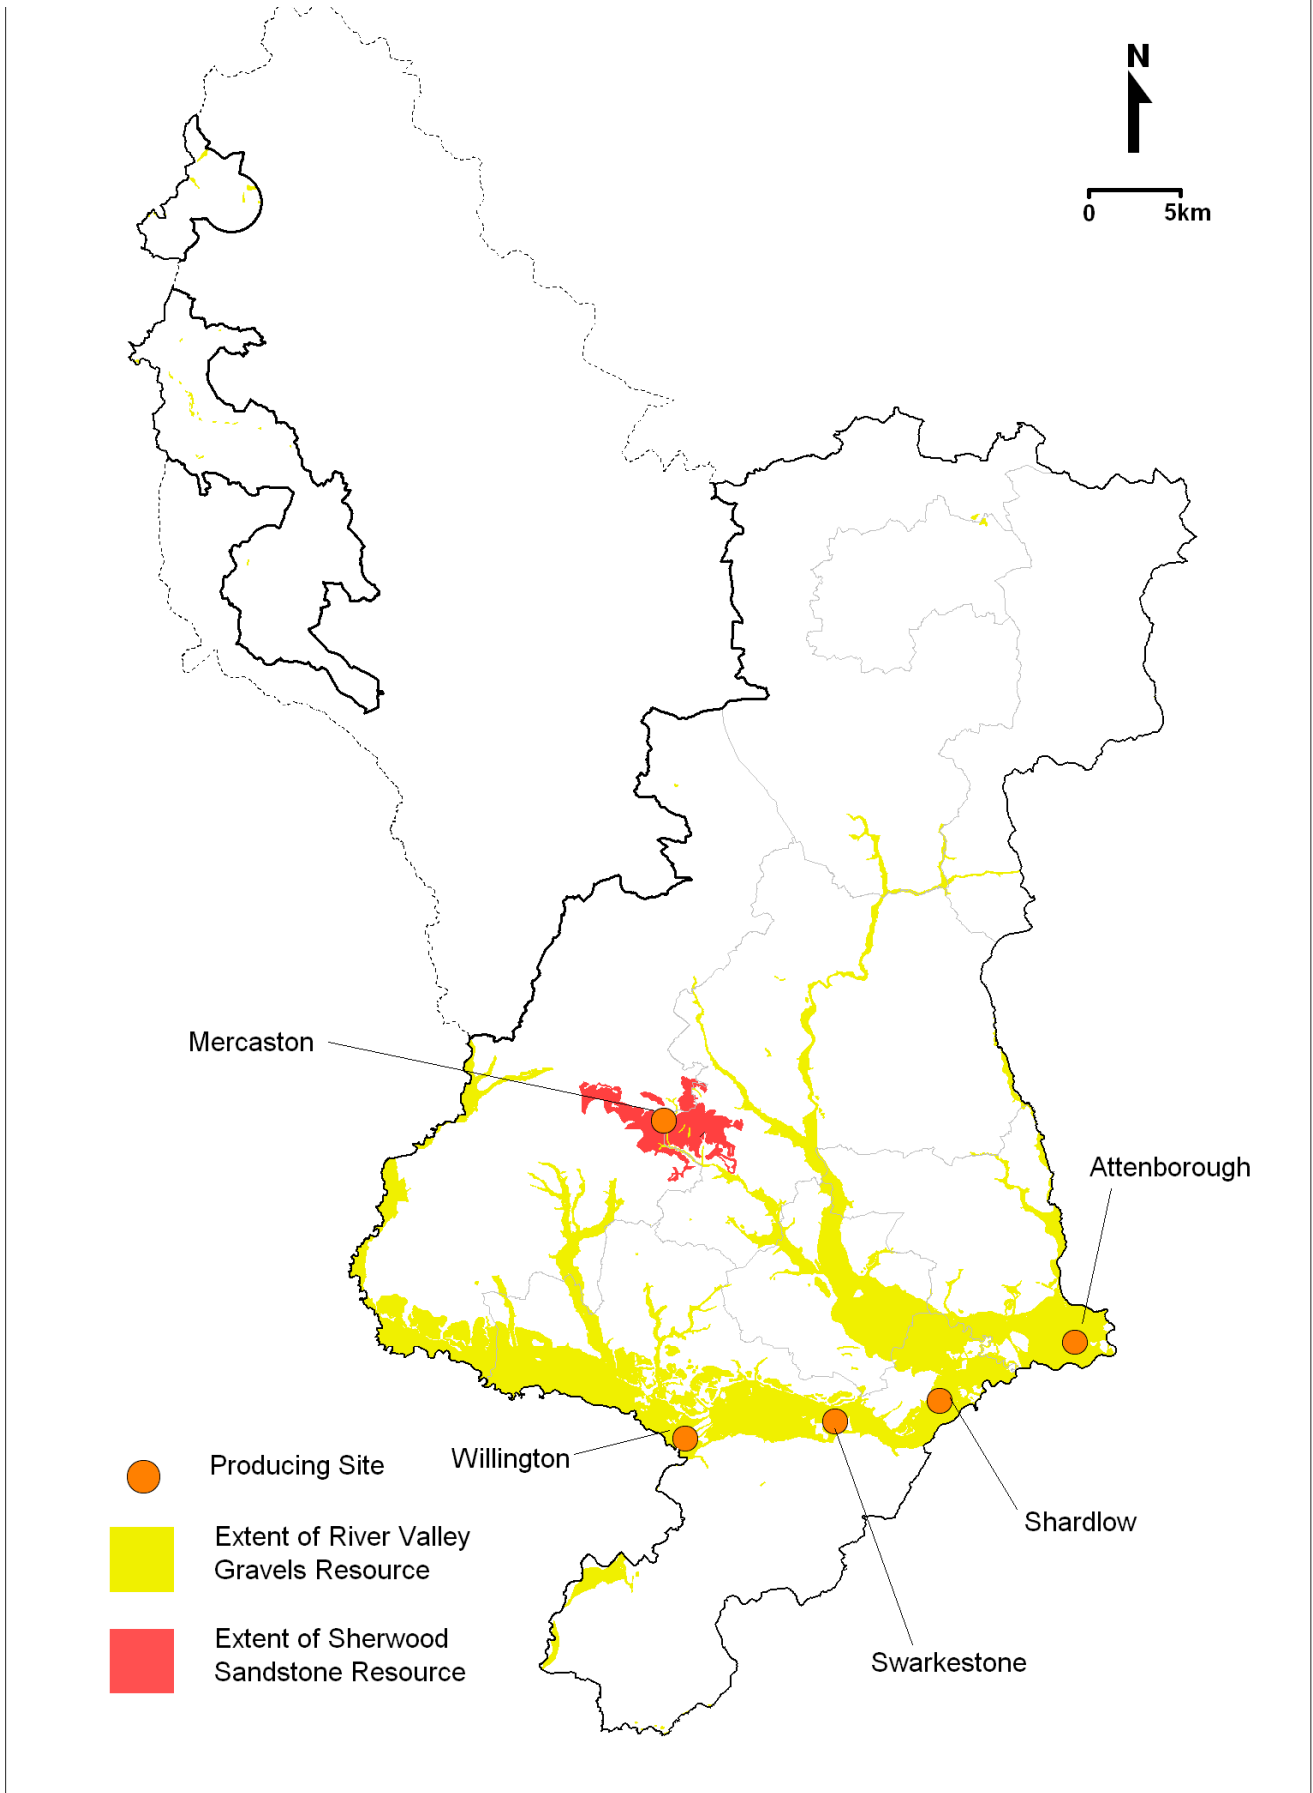 N
0 5km
Mercaston
Attenborough
Willington
Producing Site
Shardlow
Extent of River Valley
Gravels Resource
Extent of Sherwood
Sandstone Resource
Swarkestone